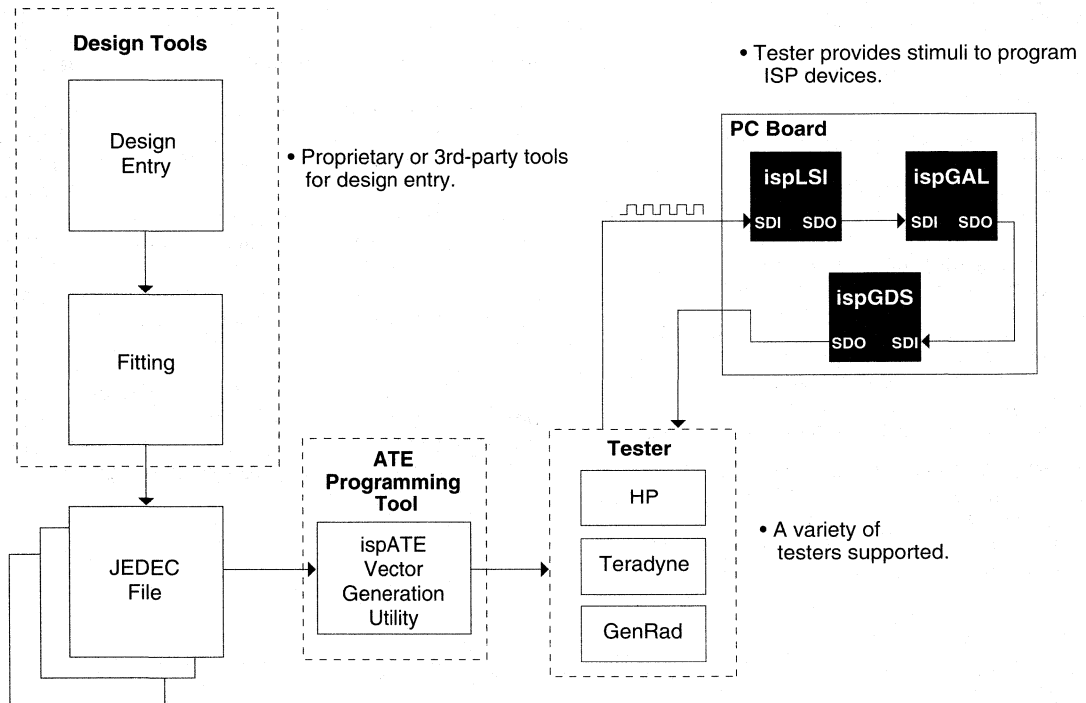 Design Tools
Design
Entry
• Proprietary or 3rd-party tools
for design entry.
Fitting
JEDEC
File
ATE
Programming
Tool
ispATE
Vector
Generation
Utility
• Tester provides stimuli to program
ISP devices.
PC Board
ispLSI
SDI SDO
ispGAL
SDI SDO
ispGDS
SDO SDI
Tester
HP
Teradyne
GenRad
• A variety of
testers supported.